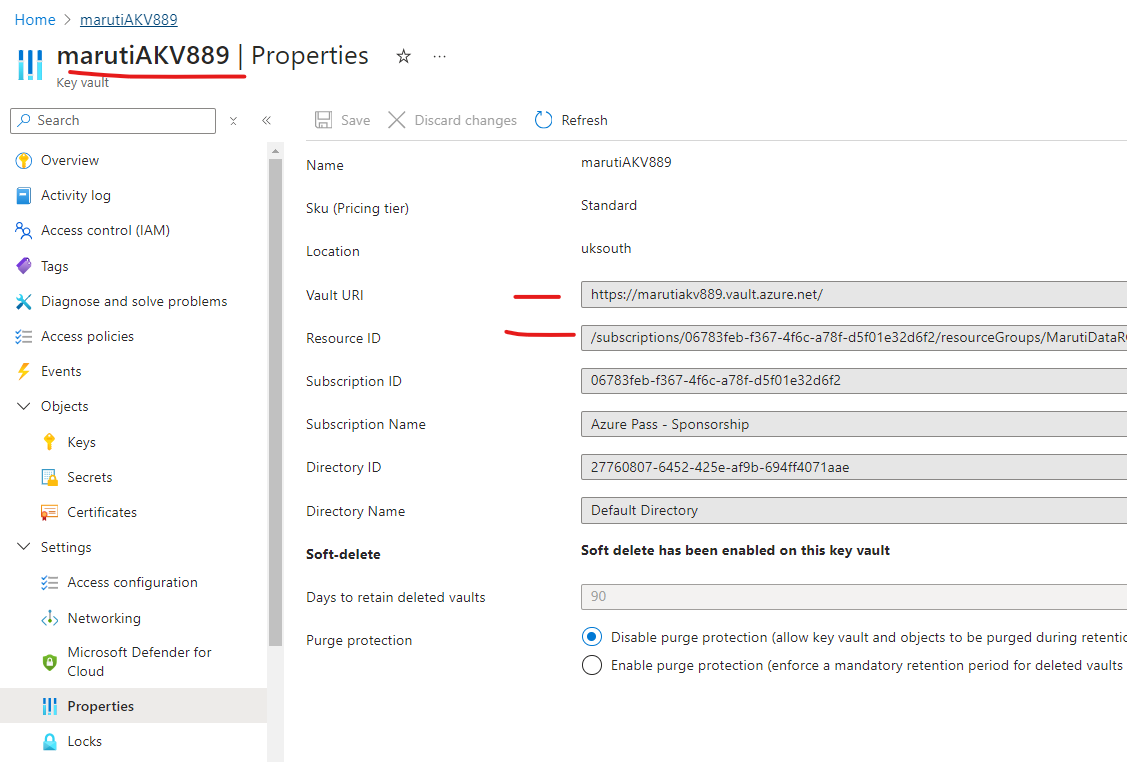 Home > marutiAKV889
marutiAKV889 | Properties
Key vault
Search
Save Discard changes Refresh
Overview
Activity log
Access control (IAM)
Tags
Diagnose and solve problems
Access policies
Events
Objects
Keys
Secrets
Certificates
Settings
Access configuration
Networking
Microsoft Defender for
Cloud
Properties
Locks
Name marutiAKV889
Sku (Pricing tier) Standard
Location uksouth
Vault URI https://marutiakv889.vault.azure.net/
Resource ID /subscriptions/06783feb-f367-4f6c-a78f-d5f01e32d6f2/resourceGroups/MarutiDataR
Subscription ID 06783feb-f367-4f6c-a78f-d5f01e32d6f2
Subscription Name Azure Pass - Sponsorship
Directory ID 27760807-6452-425e-af9b-694ff4071aae
Directory Name Default Directory
Soft-delete Soft delete has been enabled on this key vault
Days to retain deleted vaults 90
Purge protection
Disable purge protection (allow key vault and objects to be purged during retenti
Enable purge protection (enforce a mandatory retention period for deleted vaults